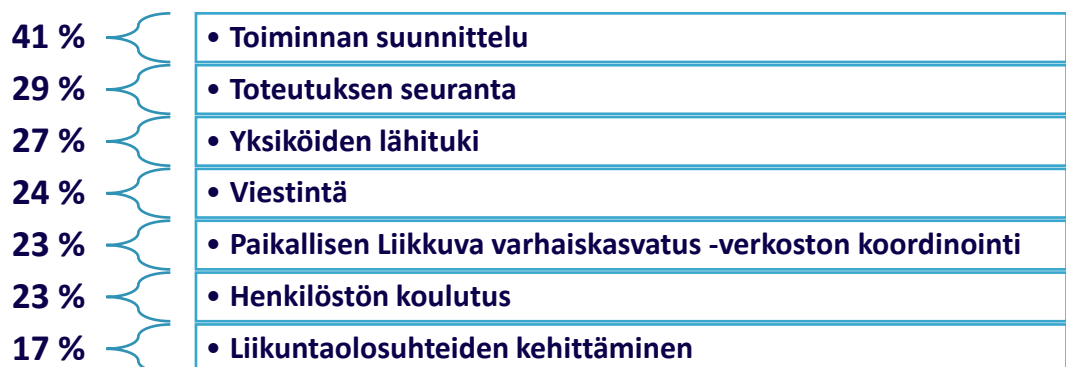 41 % • Toiminnan suunnittelu
29 % • Toteutuksen seuranta
27 % • Yksiköiden lähituki
24 % • Viestintä
23 % • Paikallisen Liikkuva varhaiskasvatus -verkoston koordinointi
23 % • Henkilöstön koulutus
17 % • Liikuntaolosuhteiden kehittäminen